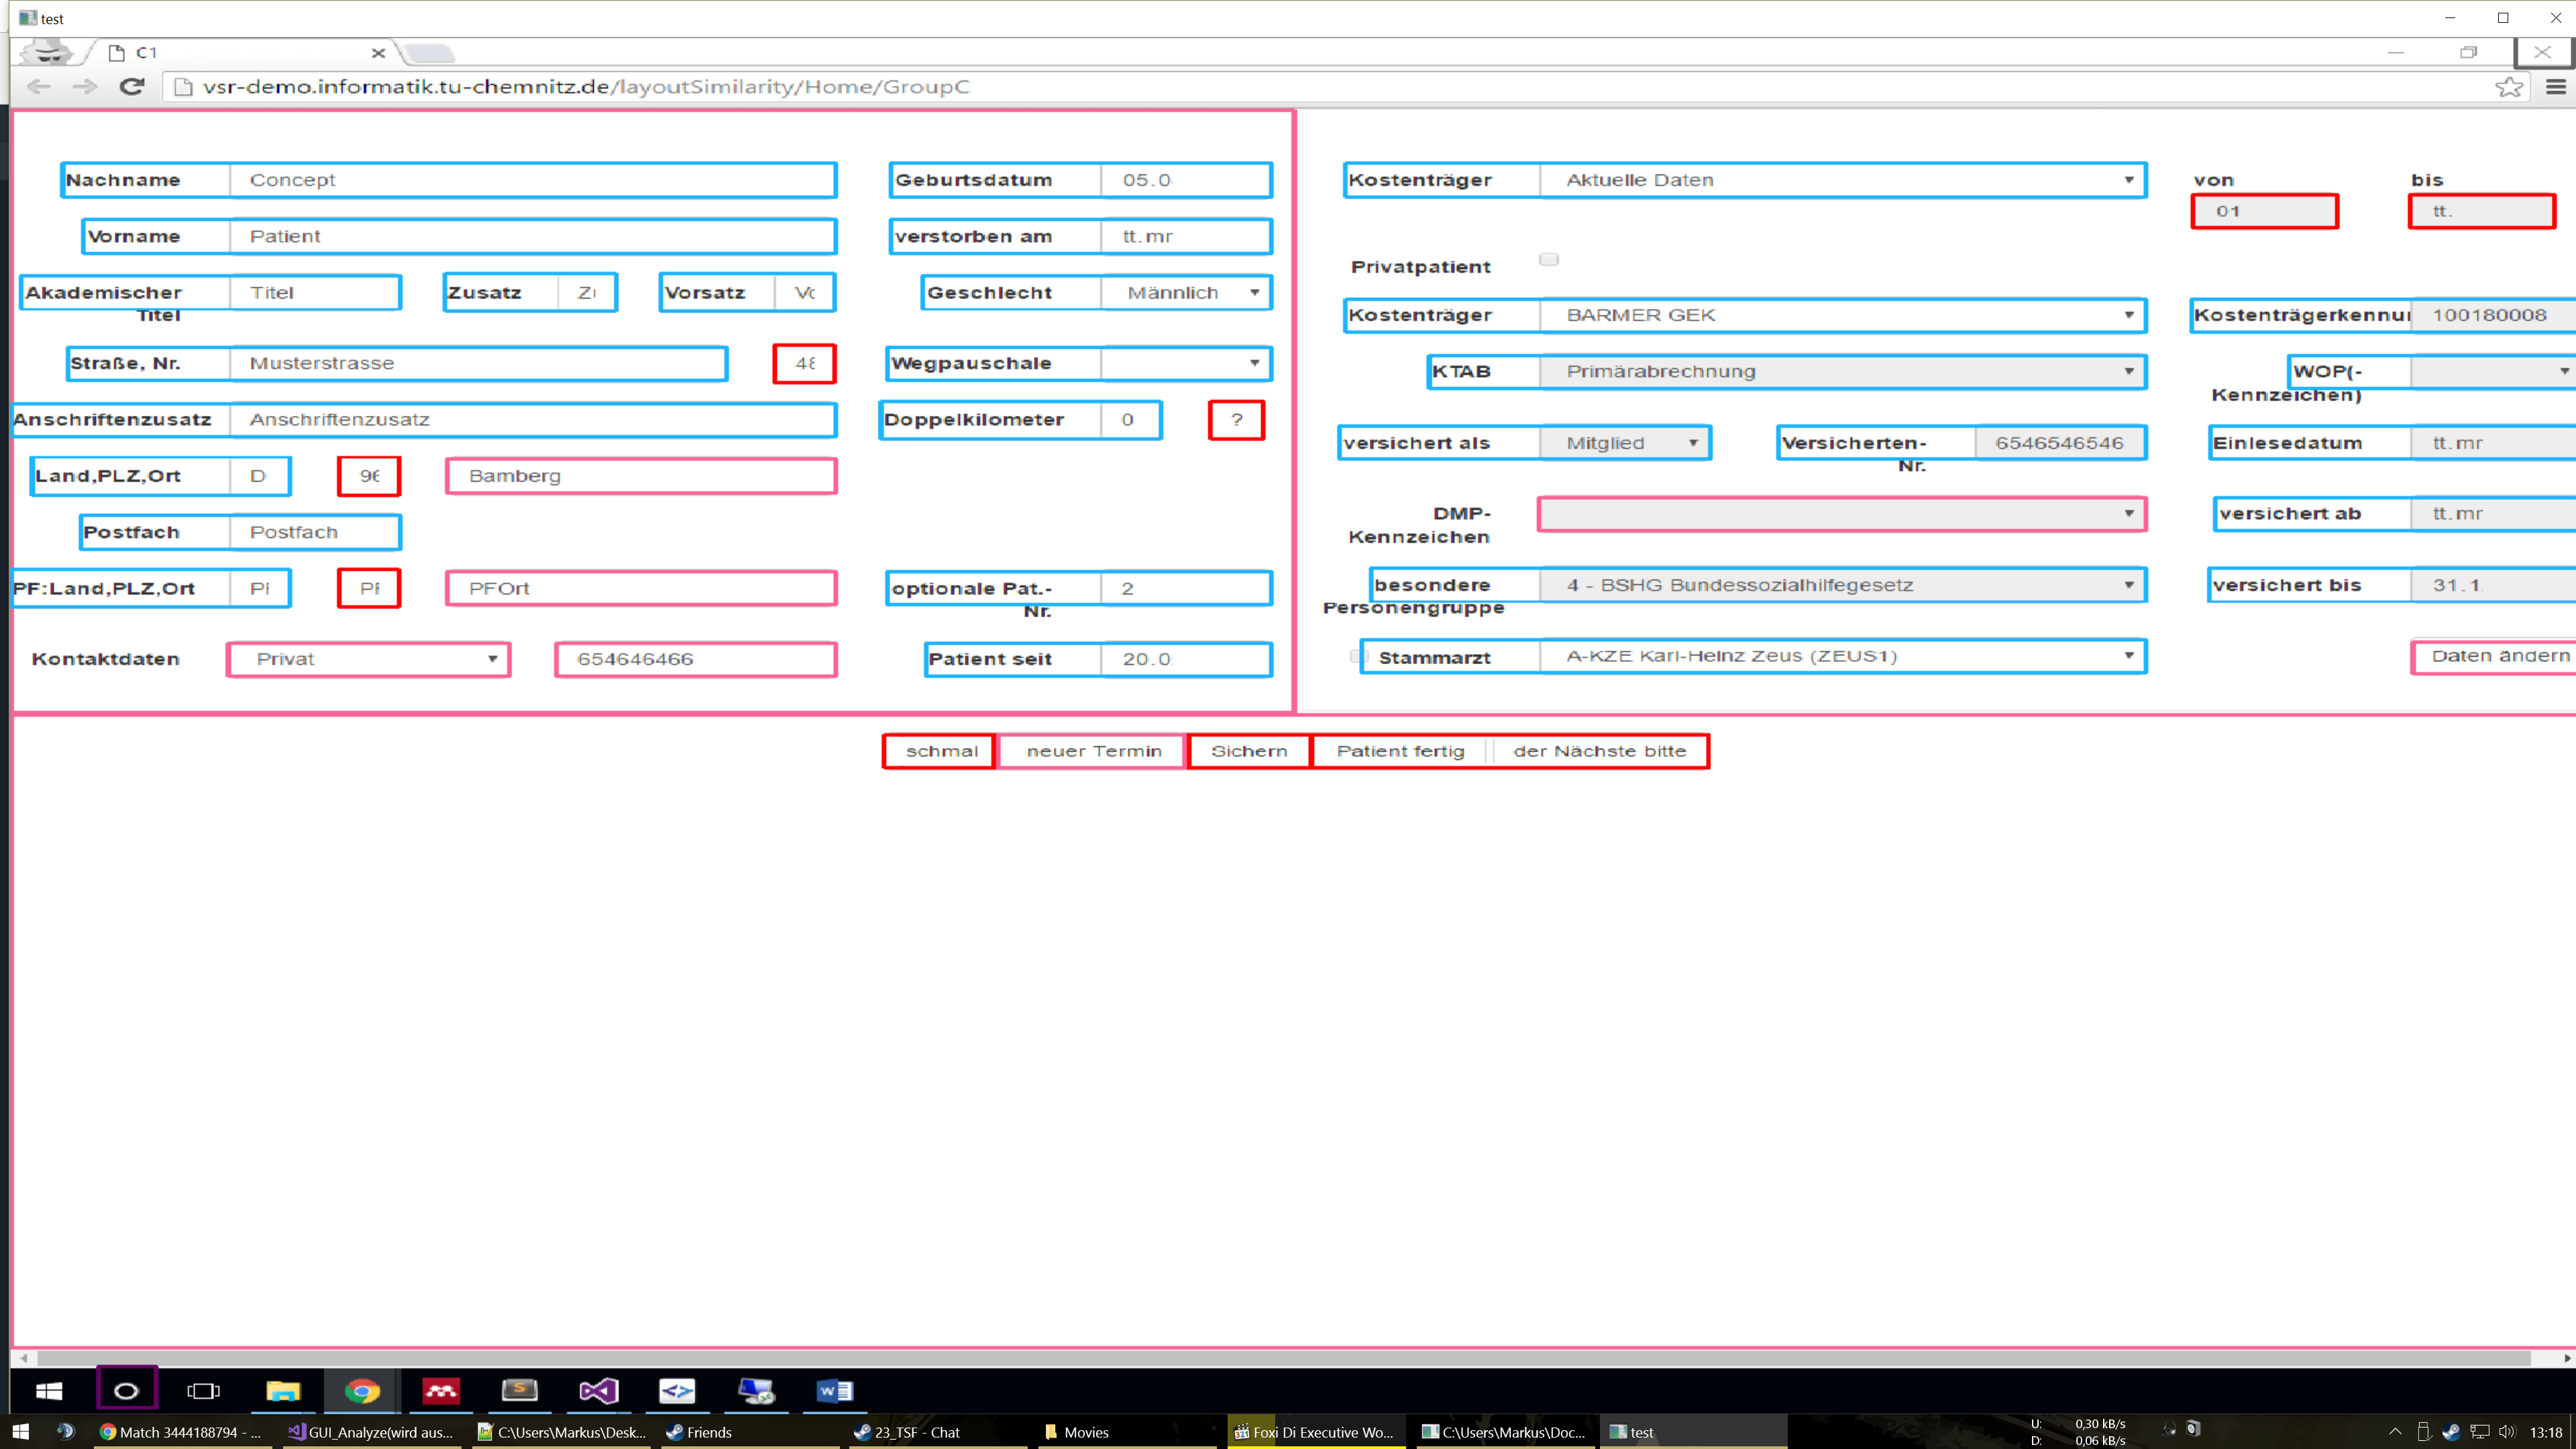 test
C1
vsr-demo.informatik.tu-chemnitz.de/layoutSimilarity/Home/GroupC
Nachname Concept Geburtsdatum 05.0 Kostenträger Aktuelle Daten von bis
01 tt.
Vorname Patient verstorben am tt.mr
Privatpatient
Akademischer Titel Zusatz Vorsatz Geschlecht Männlich
Titel
Kostenträger BARMER GEK Kostenträgerkennu 100180008
Straße, Nr. Musterstrasse 48 Wegpauschale KTAB Primärabrechnung WOP(-
Kennzeichen)
Anschriftenzusatz Anschriftenzusatz Doppelkilometer 0 ?
versichert als Mitglied Versicherten- 6546546546 Einlesedatum tt.mr
Nr.
Land,PLZ,Ort D 96 Bamberg
DMP- versichert ab tt.mr
Kennzeichen
Postfach Postfach
PF:Land,PLZ,Ort PF PFOrt optionale Pat.- 2 besondere 4 - BSHG Bundessozialhilfegesetz versichert bis 31.1
Nr. Personengruppe
Kontaktdaten Privat 654646466 Patient seit 20.0 Stammarzt A-KZE Karl-Heinz Zeus (ZEUS1) Daten ändern
schmal neuer Termin Sichern Patient fertig der Nächste bitte
Match 3444188794 - ... GUI_Analyze(wird aus... C:\Users\Markus\Desk... Friends 23_TSF - Chat Movies Foxi Di Executive Wo... C:\Users\Markus\Doc... test
U: 0,30 kB/s
D: 0,06 kB/s
13:18